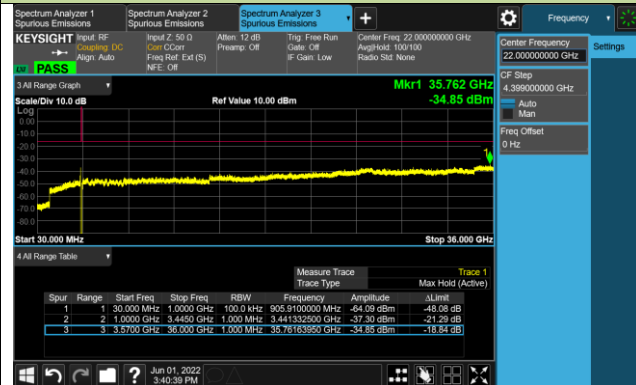 Spectrum Analyzer 1
Spurious Emissions
Spectrum Analyzer 2
Spurious Emissions
Spectrum Analyzer 3
Spurious Emissions
Frequency
KEYSIGHT
Input: RF
Coupling: DC
Align: Auto
Input Z: 50 Ω
Corr CCorr
Freq Ref: Ext (S)
NFE: Off
Atten: 12 dB
Preamp: Off
Trig: Free Run
Gate: Off
IF Gain: Low
Center Freq: 22.000000000 GHz
Avg|Hold: 100/100
Radio Std: None
PASS
Center Frequency
22.00000000 GHz
Settings
CF Step
4.399000000 GHz
Auto
Man
Freq Offset
0 Hz
3 All Range Graph
Mkr1 35.762 GHz
-34.85 dBm
Scale/Div 10.0 dB
Ref Value 10.00 dBm
Log
0.00
-10.0
-20.0
-30.0
-40.0
-50.0
-60.0
-70.0
-80.0
1
Start 30.000 MHz
Stop 36.000 GHz
4 All Range Table
Measure Trace Trace 1
Trace Type Max Hold (Active)
Spur Range Start Freq Stop Freq RBW Frequency Amplitude ΔLimit
1 1 30.000 MHz 1.0000 GHz 100.0 kHz 905.9100000 MHz -64.09 dBm -48.08 dB
2 2 1.0000 GHz 3.4450 GHz 1.000 MHz 3.441332500 GHz -37.30 dBm -21.29 dB
3 3 3.5700 GHz 36.000 GHz 1.000 MHz 35.76163950 GHz -34.85 dBm -18.84 dB
Jun 01, 2022
3:40:39 PM